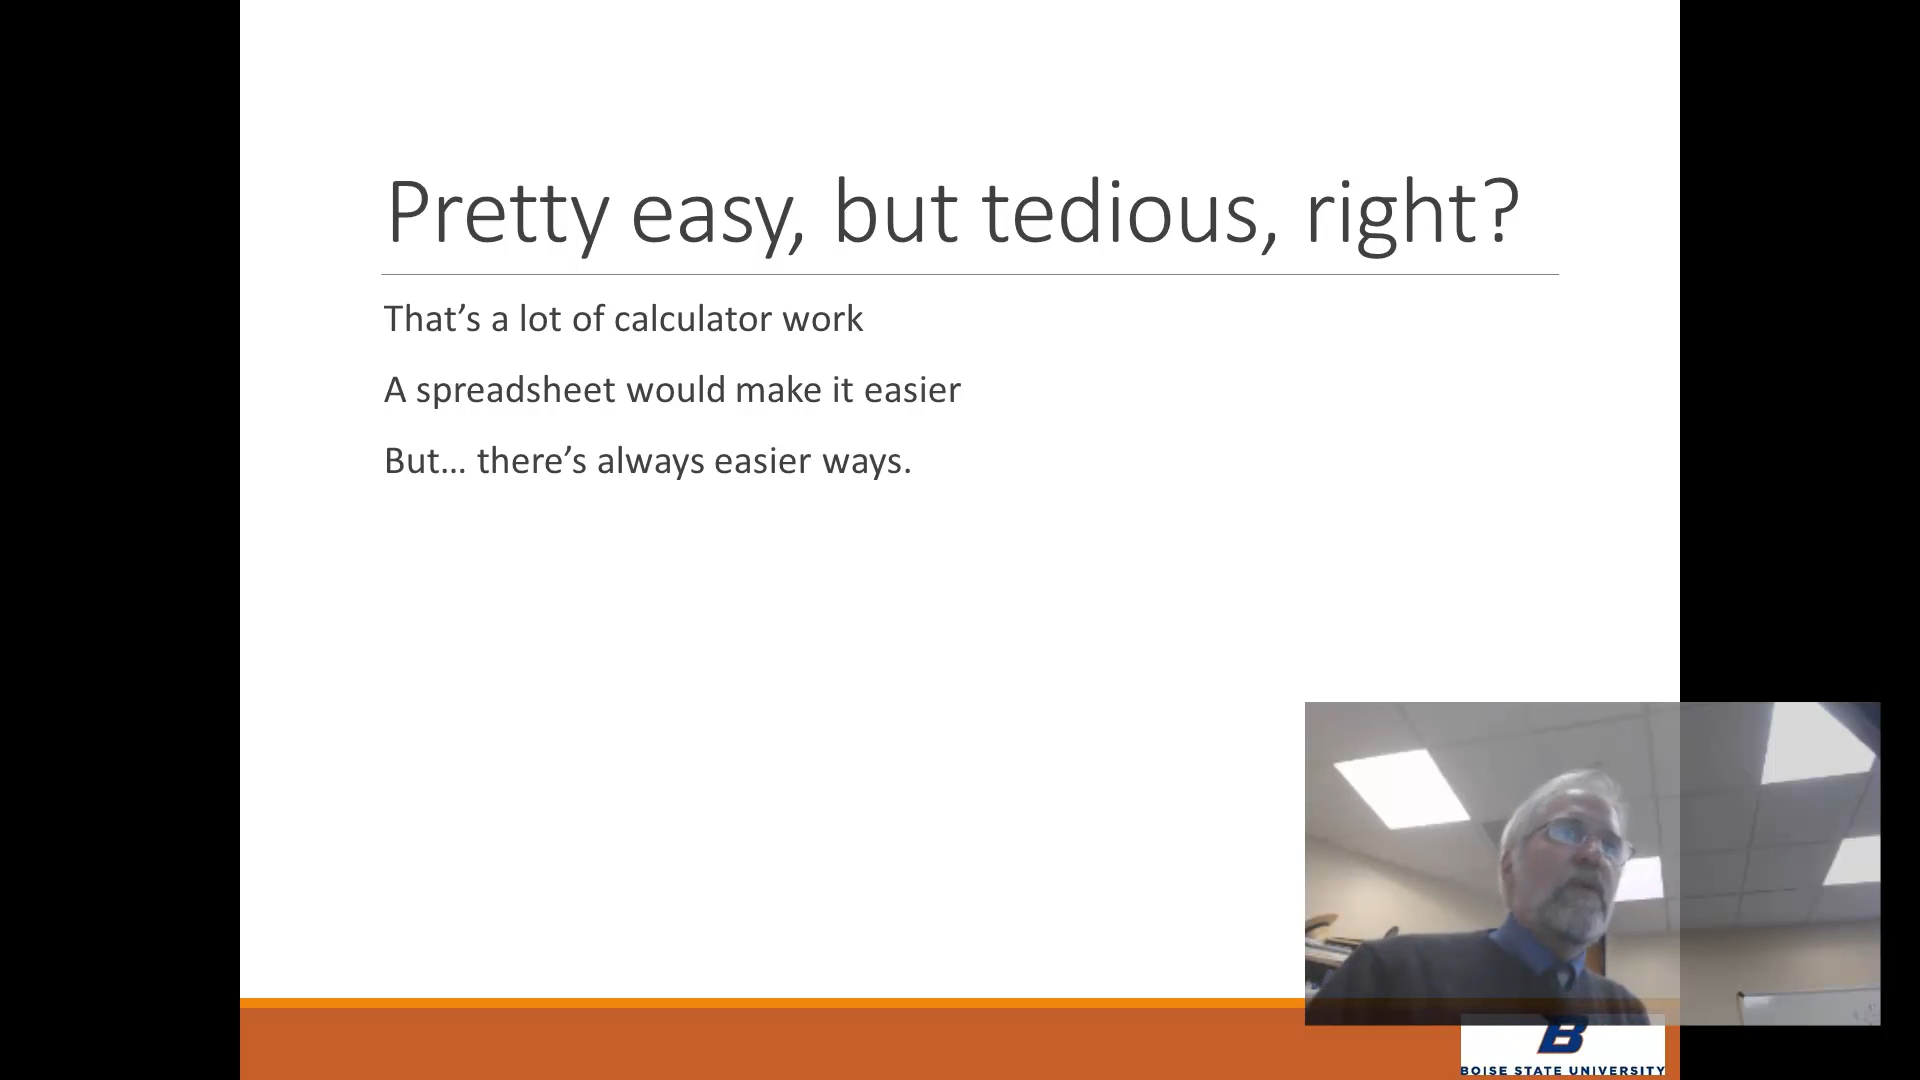 Pretty easy, but tedious, right?
That’s a lot of calculator work
A spreadsheet would make it easier
But… there’s always easier ways.
B
BOISE STATE UNIVERSITY